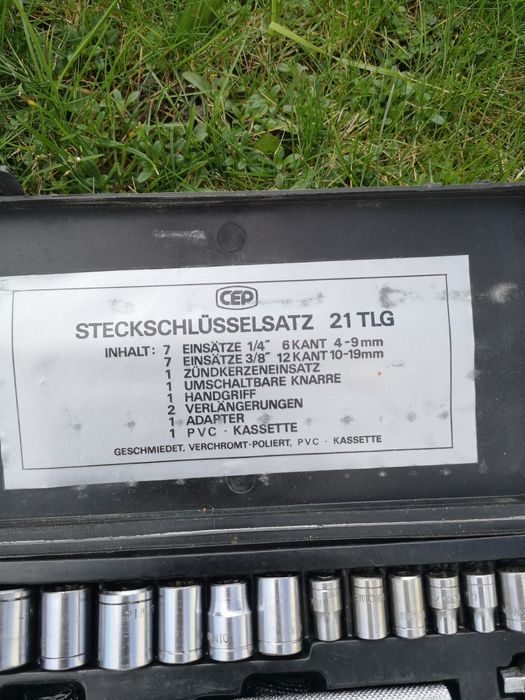 CEP
STECKSCHLÜSSELSATZ 21 TLG
INHALT: 7 EINSÄTZE 1/4" 6 KANT 4-9mm
7 EINSÄTZE 3/8" 12 KANT 10-19mm
1 ZÜNDKERZENEINSATZ
1 UMSCHALTBARE KNARRE
1 HANDGRIFF
2 VERLÄNGERUNGEN
1 ADAPTER
1 PVC - KASSETTE
GESCHMIEDET, VERCHROMT-POLIERT, PVC - KASSETTE